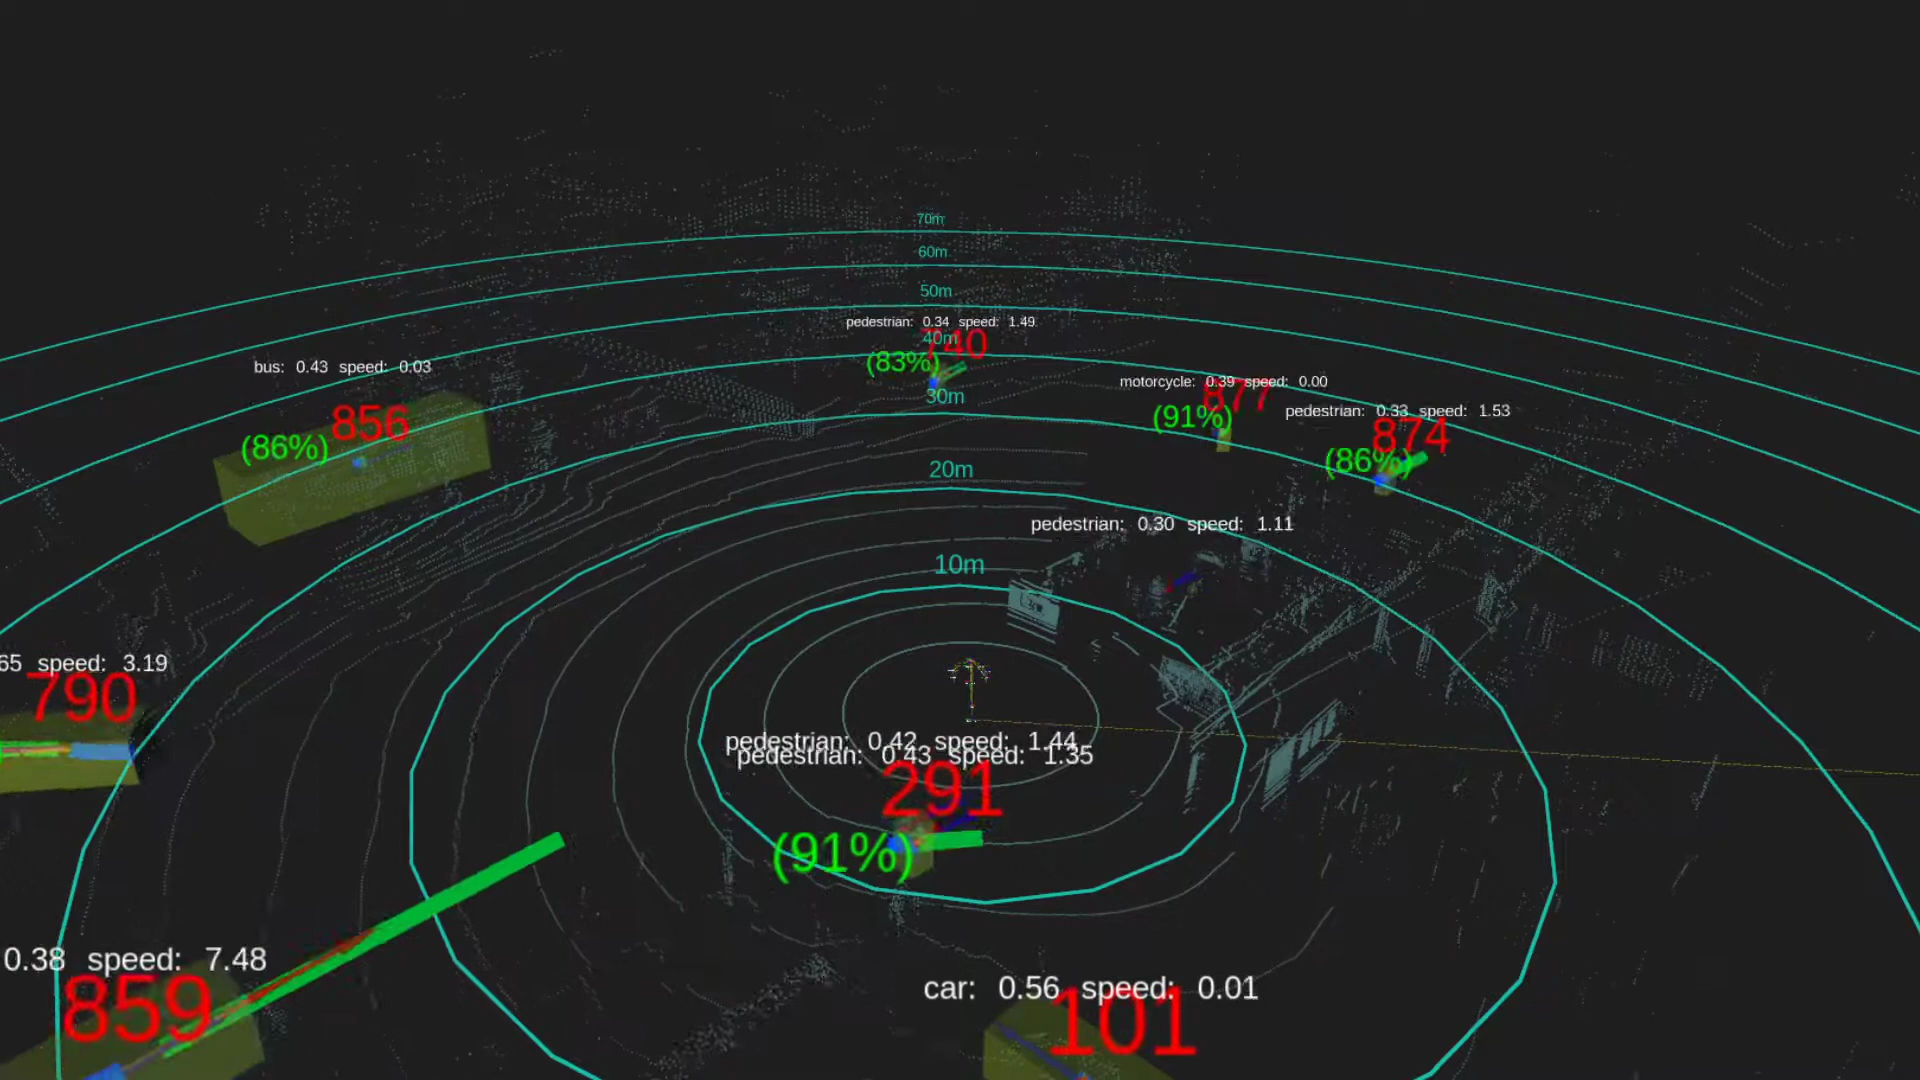 70m
60m
50m
pedestrian: 0.34 speed: 1.49
40m
740
(83%)
bus: 0.43 speed: 0.03
motorcycle: 0.39 speed: 0.00
877
30m
pedestrian: 0.33 speed: 1.53
(91%)
856
874
(86%)
(86%)
20m
pedestrian: 0.30 speed: 1.11
10m
65 speed: 3.19
790
pedestrian: 0.42 speed: 1.44
pedestrian: 0.43 speed: 1.35
291
(91%)
0.38 speed: 7.48
859
car: 0.56 speed: 0.01
101